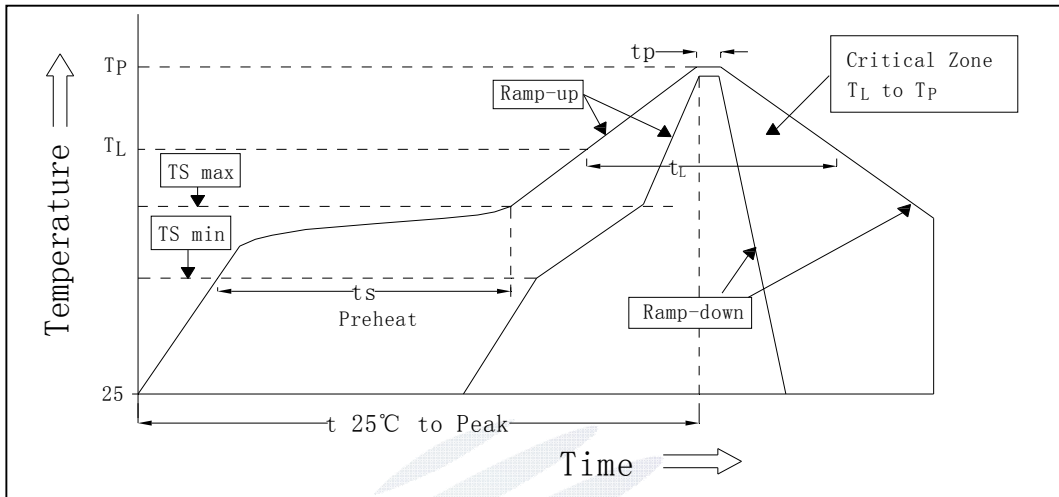 tp
Critical Zone
TL to TP
TP
Ramp-up
TL
tL
TS max
TS min
ts
Preheat
Ramp-down
25
t 25℃ to Peak
Time
Temperature